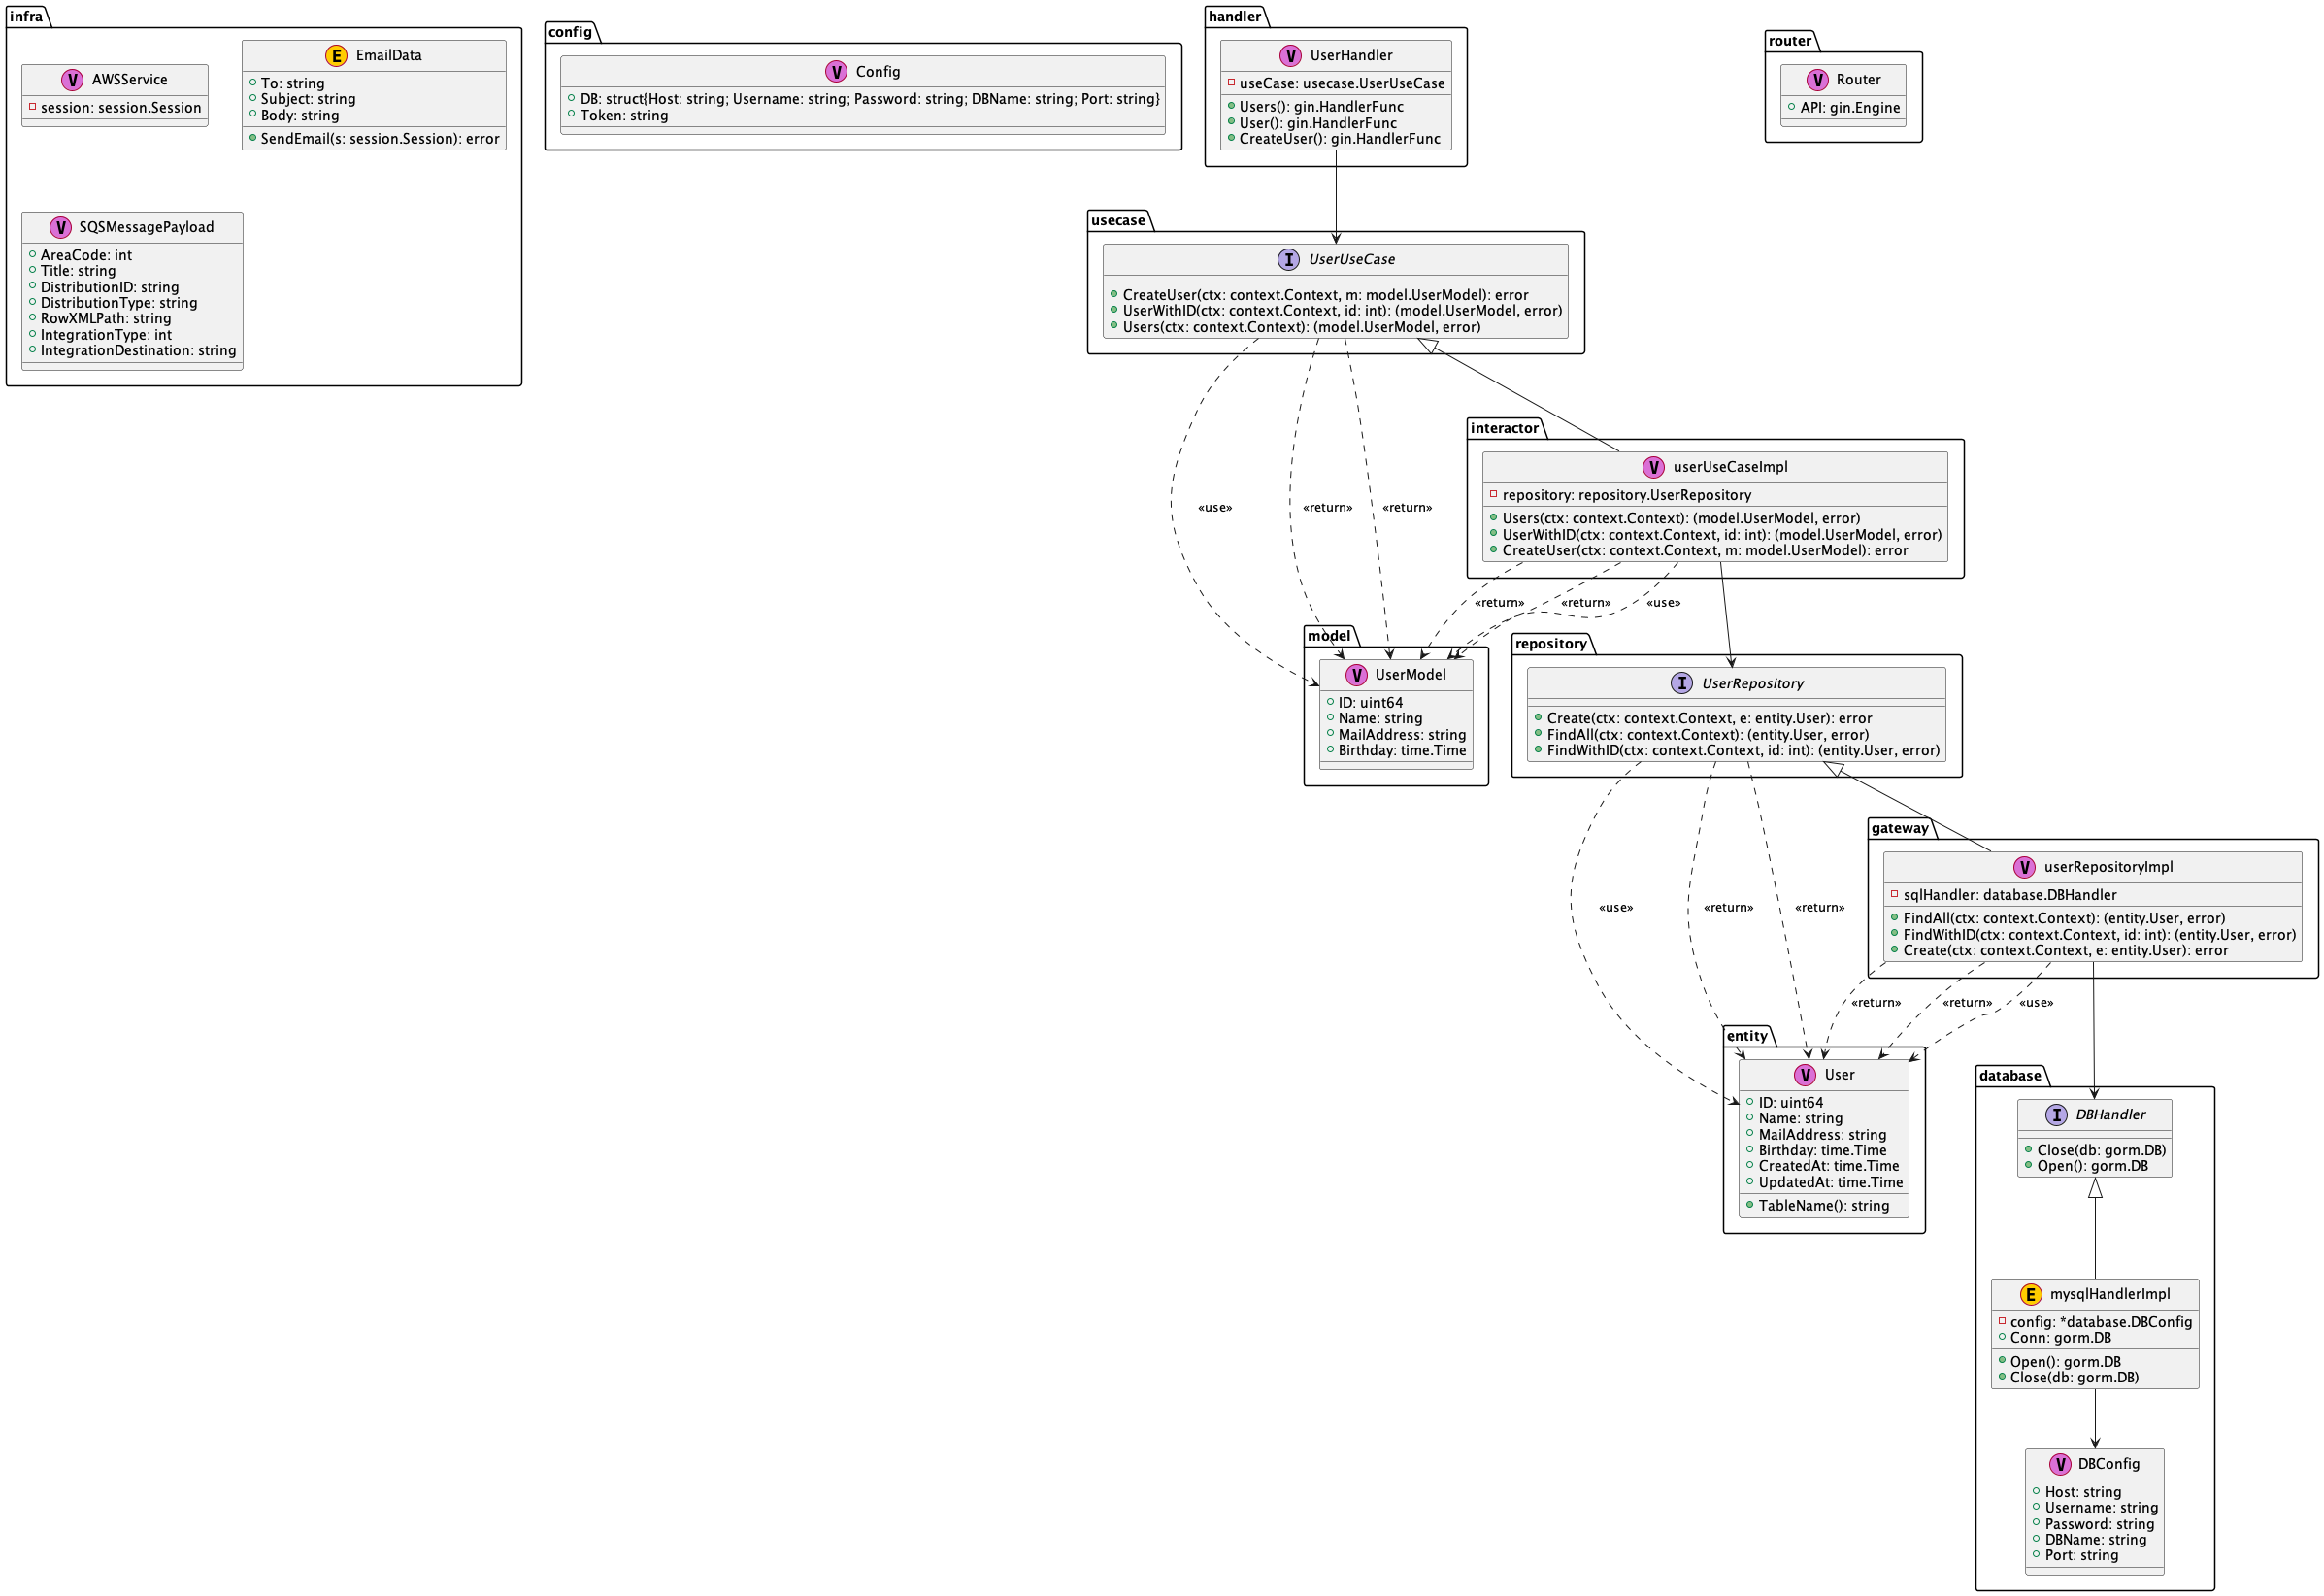 infra
V AWSService
session: session.Session
E EmailData
To: string
Subject: string
Body: string
SendEmail(s: session.Session): error
V SQSMessagePayload
AreaCode: int
Title: string
DistributionID: string
DistributionType: string
RowXMLPath: string
IntegrationType: int
IntegrationDestination: string
config
V Config
DB: struct{Host: string; Username: string; Password: string; DBName: string; Port: string}
Token: string
handler
V UserHandler
useCase: usecase.UserUseCase
Users(): gin.HandlerFunc
User(): gin.HandlerFunc
CreateUser(): gin.HandlerFunc
router
V Router
API: gin.Engine
usecase
I UserUseCase
CreateUser(ctx: context.Context, m: model.UserModel): error
UserWithID(ctx: context.Context, id: int): (model.UserModel, error)
Users(ctx: context.Context): (model.UserModel, error)
«use»
«return»
«return»
interactor
V userUseCaseImpl
repository: repository.UserRepository
Users(ctx: context.Context): (model.UserModel, error)
UserWithID(ctx: context.Context, id: int): (model.UserModel, error)
CreateUser(ctx: context.Context, m: model.UserModel): error
«return»
«return»
«use»
model
V UserModel
ID: uint64
Name: string
MailAddress: string
Birthday: time.Time
repository
I UserRepository
Create(ctx: context.Context, e: entity.User): error
FindAll(ctx: context.Context): (entity.User, error)
FindWithID(ctx: context.Context, id: int): (entity.User, error)
«use»
«return»
«return»
gateway
V userRepositoryImpl
sqlHandler: database.DBHandler
FindAll(ctx: context.Context): (entity.User, error)
FindWithID(ctx: context.Context, id: int): (entity.User, error)
Create(ctx: context.Context, e: entity.User): error
«return»
«return»
«use»
entity
V User
ID: uint64
Name: string
MailAddress: string
Birthday: time.Time
CreatedAt: time.Time
UpdatedAt: time.Time
TableName(): string
database
I DBHandler
Close(db: gorm.DB)
Open(): gorm.DB
E mysqlHandlerImpl
config: *database.DBConfig
Conn: gorm.DB
Open(): gorm.DB
Close(db: gorm.DB)
V DBConfig
Host: string
Username: string
Password: string
DBName: string
Port: string